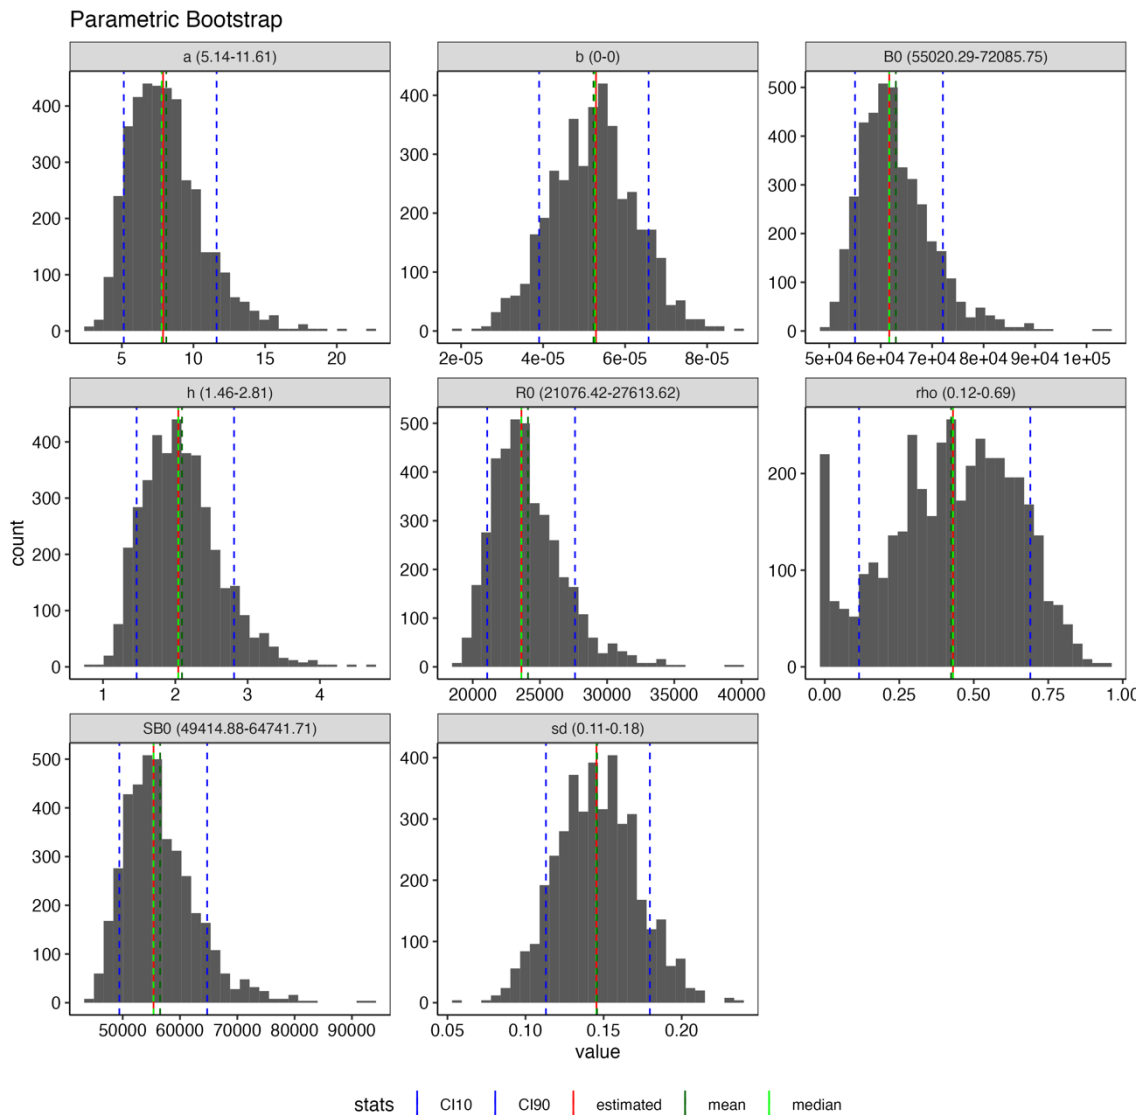 Parametric Bootstrap
a (5.14-11.61)
b (0-0)
B0 (55020.29-72085.75)
400
300
200
100
0
5 10 15 20
400
300
200
100
0
2e-05 4e-05 6e-05 8e-05
500
400
300
200
100
0
5e+04 6e+04 7e+04 8e+04 9e+04 1e+05
h (1.46-2.81)
R0 (21076.42-27613.62)
rho (0.12-0.69)
400
300
200
100
0
1 2 3 4
500
400
300
200
100
0
20000 25000 30000 35000 40000
200
100
0
0.00 0.25 0.50 0.75 1.00
count
SB0 (49414.88-64741.71)
sd (0.11-0.18)
500
400
300
200
100
0
50000 60000 70000 80000 90000
400
300
200
100
0
0.05 0.10 0.15 0.20
value
stats CI10 CI90 estimated mean median